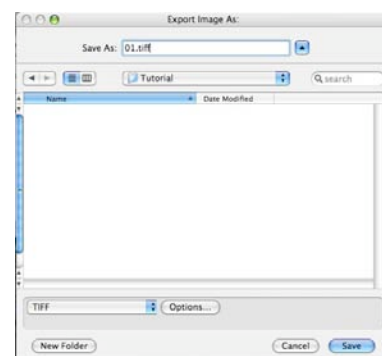 Export Image As:
Save As: 01.tiff
Tutorial
search
Name Date Modified
TIFF Options...
New Folder Cancel Save